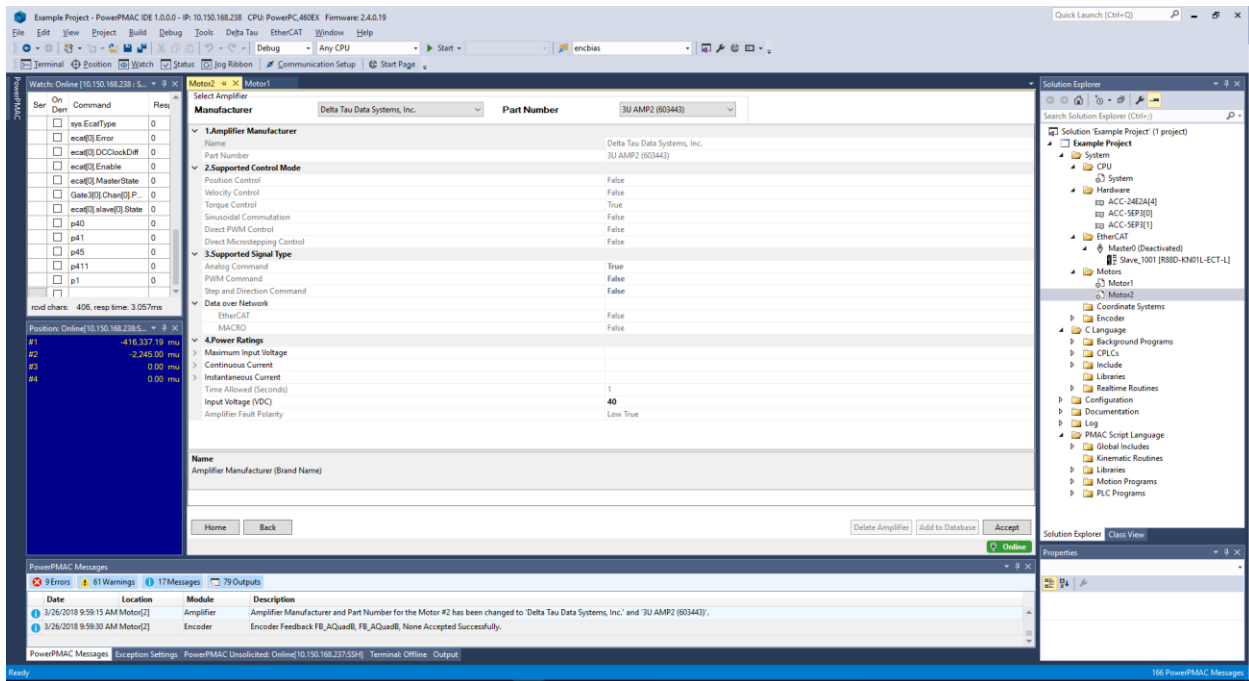 Example Project - PowerPMAC IDE 1.0.0.0 - IP: 10.150.168.238 CPU: PowerPC,460EX Firmware: 2.4.0.19
Quick Launch (Ctrl+Q)
File Edit View Project Build Debug Tools Delta Tau EtherCAT Window Help
Debug Any CPU Start encbias
Terminal Position Watch Status Jog Ribbon Communication Setup Start Page
PowerPMAC
Watch: Online [10.150.168.238 : S...
Ser On Dem Command Resp
sys.EcatType 0
ecat[0].Error 0
ecat[0].DCClockDiff 0
ecat[0].Enable 0
ecat[0].MasterState 0
Gate3[0].Chan[0].P... 0
ecat[0].slave[0].State 0
p40 0
p41 0
p45 0
p411 0
p1 0
rcvd chars: 406, resp time: 3.057ms
Position: Online[10.150.168.238:S...
#1 -416,337.19 mu
#2 -2,245.00 mu
#3 0.00 mu
#4 0.00 mu
Motor2 Motor1
Select Amplifier
Manufacturer Delta Tau Data Systems, Inc. Part Number 3U AMP2 (603443)
1.Amplifier Manufacturer
Name Delta Tau Data Systems, Inc.
Part Number 3U AMP2 (603443)
2.Supported Control Mode
Position Control False
Velocity Control False
Torque Control True
Sinusoidal Commutation False
Direct PWM Control False
Direct Microstepping Control False
3.Supported Signal Type
Analog Command True
PWM Command False
Step and Direction Command False
Data over Network
EtherCAT False
MACRO False
4.Power Ratings
Maximum Input Voltage
Continuous Current
Instantaneous Current
Time Allowed (Seconds) 1
Input Voltage (VDC) 40
Amplifier Fault Polarity Low True
Name
Amplifier Manufacturer (Brand Name)
Home Back Delete Amplifier Add to Database Accept
Online
Solution Explorer
Search Solution Explorer (Ctrl+;)
Solution 'Example Project' (1 project)
Example Project
System
CPU
System
Hardware
ACC-24E2A[4]
ACC-5EP3[0]
ACC-5EP3[1]
EtherCAT
Master0 (Deactivated)
Slave_1001 [R88D-KN01L-ECT-L]
Motors
Motor1
Motor2
Coordinate Systems
Encoder
C Language
Background Programs
CPLCs
Include
Libraries
Realtime Routines
Configuration
Documentation
Log
PMAC Script Language
Global Includes
Kinematic Routines
Libraries
Motion Programs
PLC Programs
Solution Explorer Class View
Properties
PowerPMAC Messages
9 Errors 61 Warnings 17 Messages 79 Outputs
Date Location Module Description
3/26/2018 9:59:15 AM Motor[2] Amplifier Amplifier Manufacturer and Part Number for the Motor #2 has been changed to 'Delta Tau Data Systems, Inc.' and '3U AMP2 (603443)'.
3/26/2018 9:59:30 AM Motor[2] Encoder Encoder Feedback FB_AQuadB, FB_AQuadB, None Accepted Successfully.
PowerPMAC Messages Exception Settings PowerPMAC Unsolicited: Online[10.150.168.237:SSH] Terminal: Offline Output
Ready 166 PowerPMAC Messages